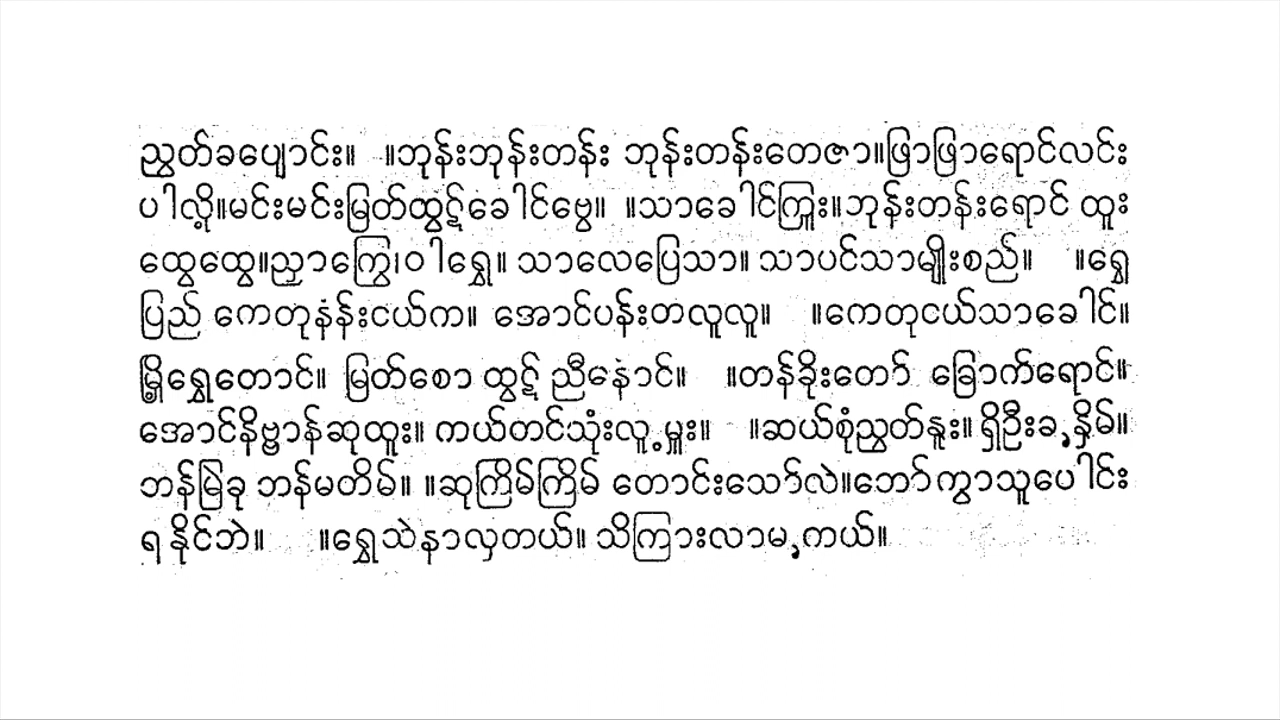 ညွတ်ခပျောင်း။ ။ဘုန်းဘုန်းတန်း ဘုန်းတန်းတေဇာ။ဖြာဖြာရောင်လင်း
ပါလို့။မင်းမင်းမြတ်ထွဋ်ခေါင်ဗွေ။ ။သာခေါင်ကြူး။ဘုန်းတန်းရောင် ထူး
ထွေထွေ။ညှာကြွေ၊ဝါရွှေ။ သာလေပြေသာ။ သာပင်သာမျိုးစည်။ ။ရွှေ
ပြည် ကေတုနံန်းငယ်က။ အောင်ပန်းတလူလူ။ ။ကေတုငယ်သာခေါင်။
မြို့ရွှေတောင်။ မြတ်စော ထွဋ် ညီနောင်။ ။တန်ခိုးတော် ခြောက်ရောင်။
အောင်နိဗ္ဗာန်ဆုထူး။ ကယ်တင်သုံးလူ့မှူး။ ။ဆယ်စုံညွတ်နူး။ ရှိဦးခ,နှိမ်။
ဘန်မြဲခု ဘန်မတိမ်။ ။ဆုကြိမ်ကြိမ် တောင်းသော်လဲ။ဘော်ကွာသူပေါင်း
ရနိုင်ဘဲ။ ။ရွှေသဲနာလှတယ်။ သိကြားလာမ,ကယ်။